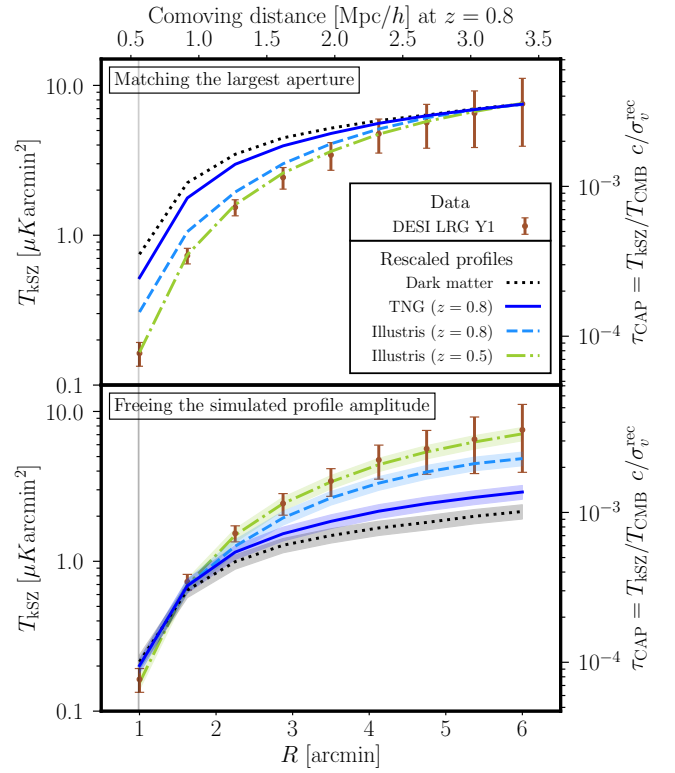 Comoving distance [Mpc/h] at z = 0.8
0.5 1.0 1.5 2.0 2.5 3.0 3.5
Matching the largest aperture
10.0
1.0
0.1
T_kSZ [μK arcmin²]
10⁻³
10⁻⁴
τ_CAP = T_kSZ/T_CMB c/σ_v^rec
Data
DESI LRG Y1
Rescaled profiles
Dark matter
TNG (z = 0.8)
Illustris (z = 0.8)
Illustris (z = 0.5)
Freeing the simulated profile amplitude
10.0
1.0
0.1
T_kSZ [μK arcmin²]
10⁻³
10⁻⁴
τ_CAP = T_kSZ/T_CMB c/σ_v^rec
1 2 3 4 5 6
R [arcmin]